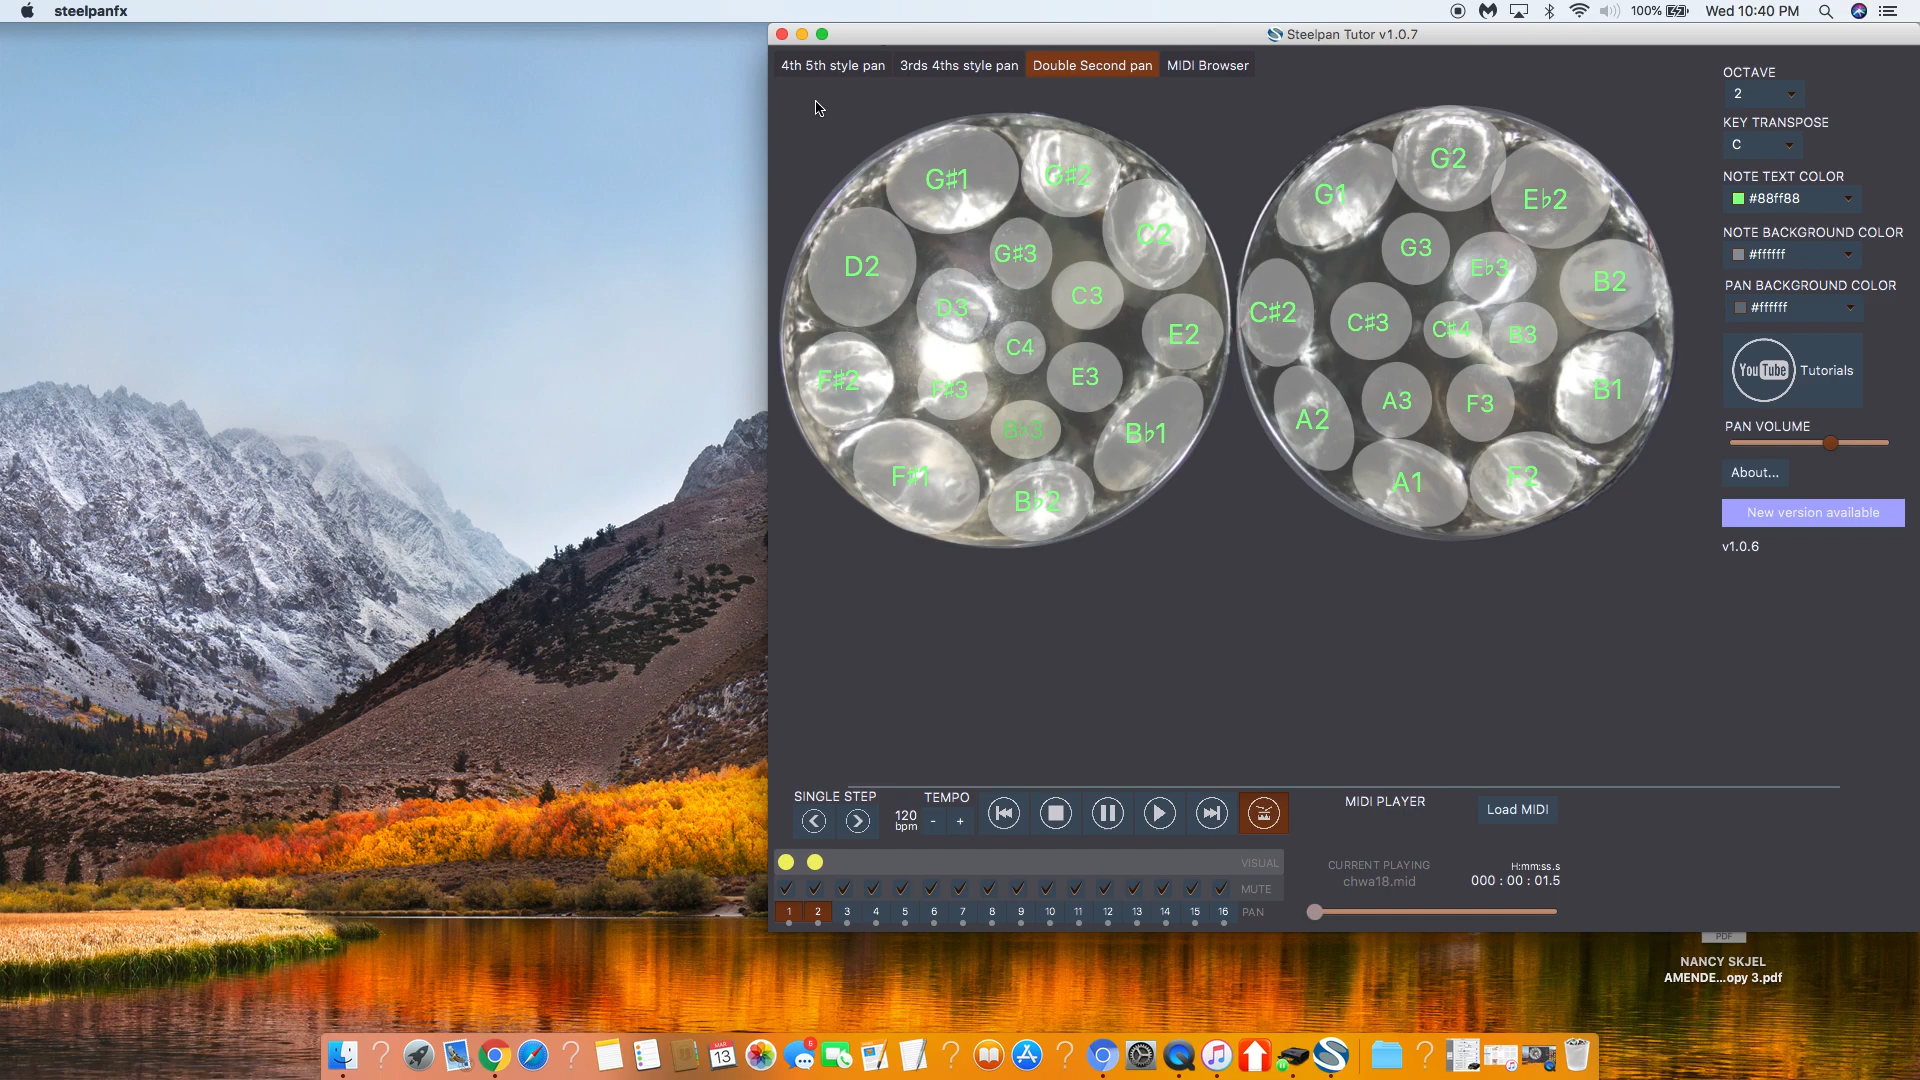 steelpanfx
100%
Wed 10:40 PM
Steelpan Tutor v1.0.7
4th 5th style pan
3rds 4ths style pan
Double Second pan
MIDI Browser
G♯1
G♯2
C2
D2
G♯3
C3
D3
C4
E2
F♯2
F♯3
E3
B♭3
B♭1
F♯1
B♭2
G2
G1
E♭2
G3
E♭3
B2
C♯2
C♯3
C♯4
B3
A3
F3
B1
A2
A1
F2
OCTAVE
2
KEY TRANSPOSE
C
NOTE TEXT COLOR
#88ff88
NOTE BACKGROUND COLOR
#ffffff
PAN BACKGROUND COLOR
#ffffff
You Tube Tutorials
PAN VOLUME
About...
New version available
v1.0.6
SINGLE STEP
TEMPO
120
bpm
- +
MIDI PLAYER
Load MIDI
VISUAL
MUTE
1 2 3 4 5 6 7 8 9 10 11 12 13 14 15 16 PAN
CURRENT PLAYING
chwa18.mid
H:mm:ss.s
000 : 00 : 01.5
PDF
NANCY SKJEL
AMENDE...opy 3.pdf
MAR
13
6